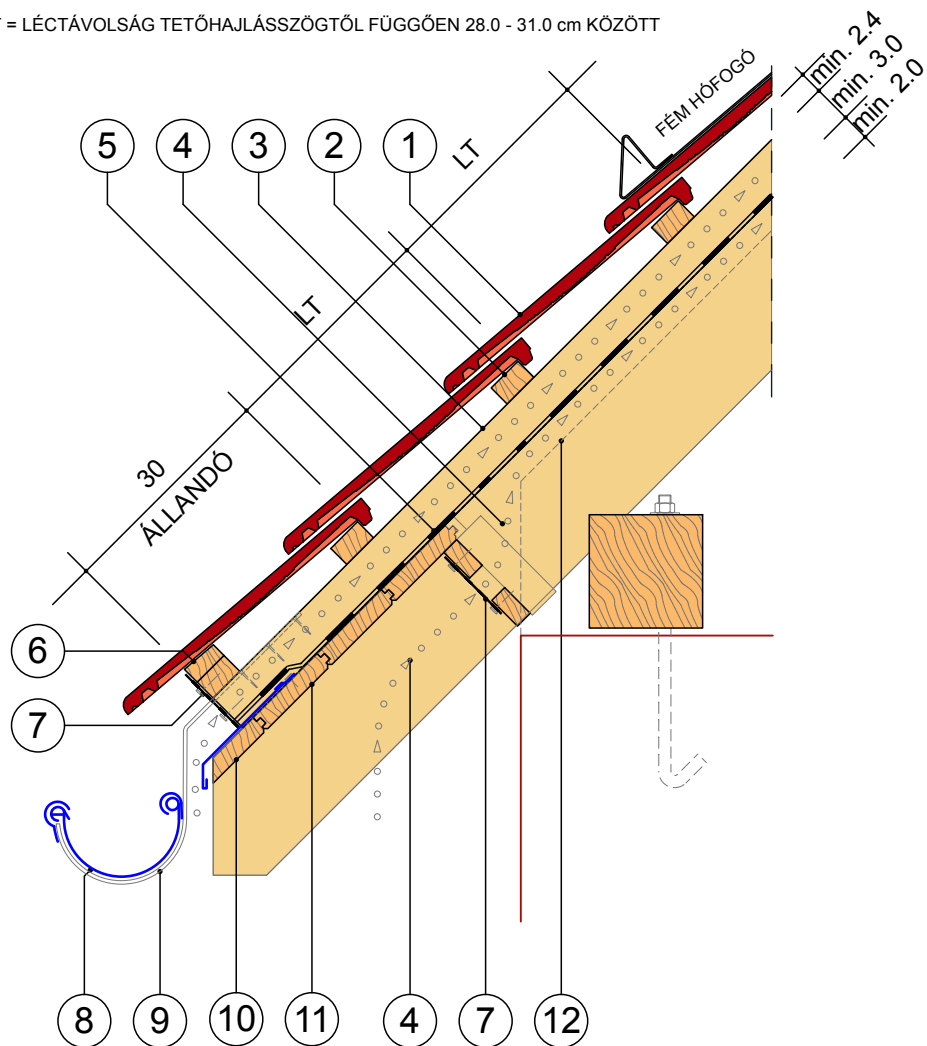 = LÉCTÁVOLSÁG TETŐHAJLÁSSZÖGTŐL FÜGGŐEN 28.0 - 31.0 cm KÖZÖTT
min. 2.4
min. 3.0
min. 2.0
FÉM HÓFOGÓ
5 4 3 2 1
LT
LT
30
ÁLLANDÓ
6
7
8 9 10 11 4 7 12